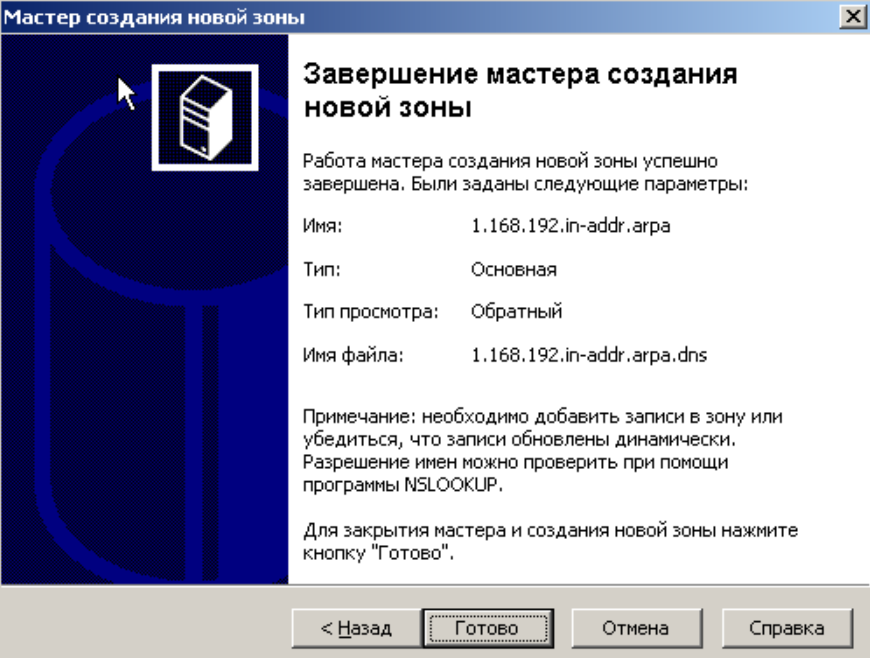 Мастер создания новой зоны
Завершение мастера создания
новой зоны
Работа мастера создания новой зоны успешно
завершена. Были заданы следующие параметры:
Имя: 1.168.192.in-addr.arpa
Тип: Основная
Тип просмотра: Обратный
Имя файла: 1.168.192.in-addr.arpa.dns
Примечание: необходимо добавить записи в зону или
убедиться, что записи обновлены динамически.
Разрешение имен можно проверить при помощи
программы NSLOOKUP.
Для закрытия мастера и создания новой зоны нажмите
кнопку "Готово".
< Назад Готово Отмена Справка